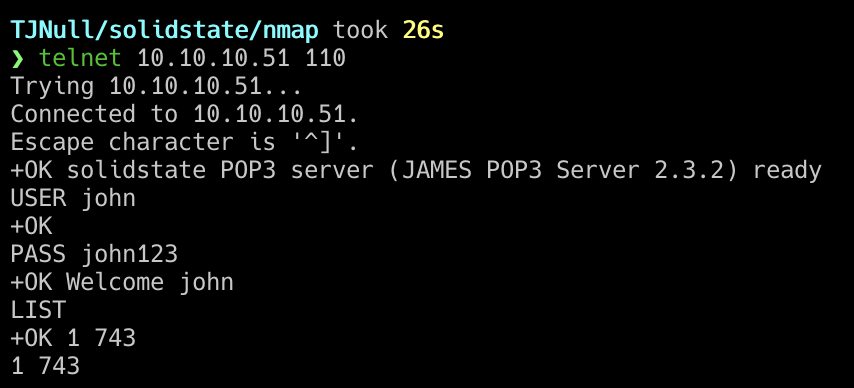 TJNull/solidstate/nmap took 26s
❯ telnet 10.10.10.51 110
Trying 10.10.10.51...
Connected to 10.10.10.51.
Escape character is '^]'.
+OK solidstate POP3 server (JAMES POP3 Server 2.3.2) ready
USER john
+OK
PASS john123
+OK Welcome john
LIST
+OK 1 743
1 743